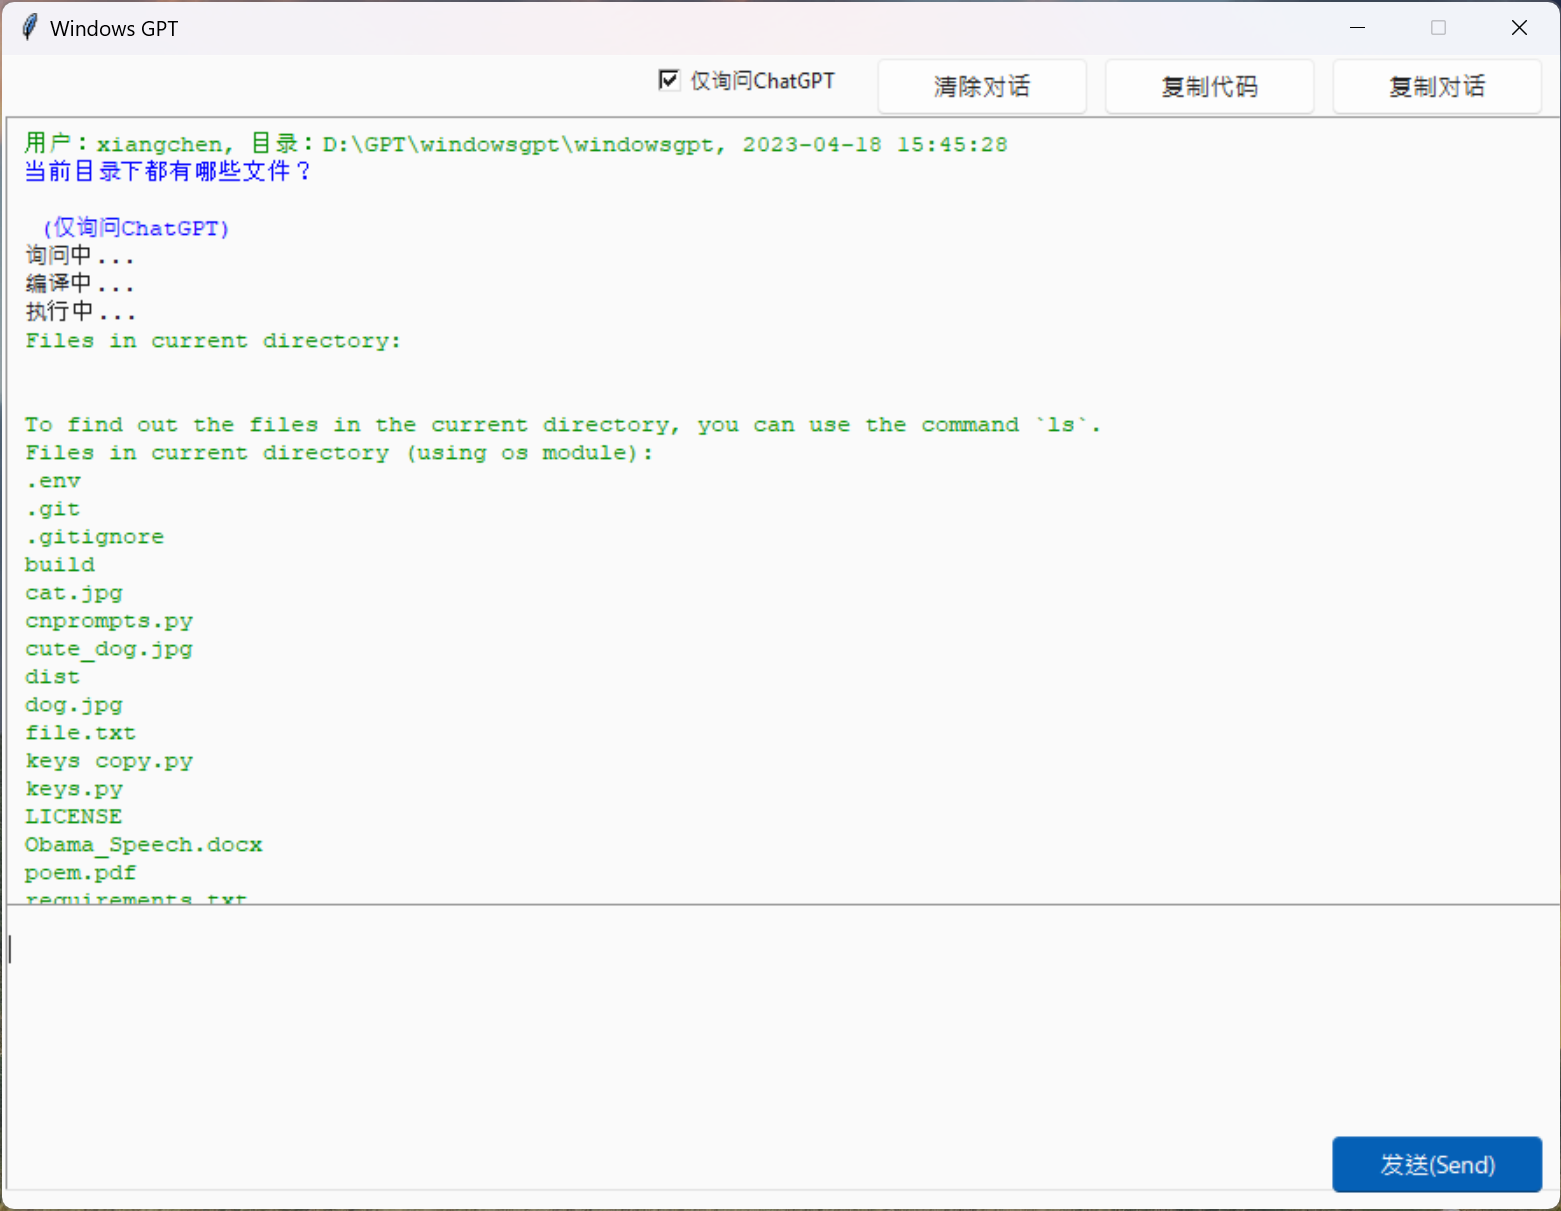 Windows GPT
仅询问ChatGPT 清除对话 复制代码 复制对话
用户：xiangchen, 目录：D:\GPT\windowsgpt\windowsgpt, 2023-04-18 15:45:28
当前目录下都有哪些文件？
(仅询问ChatGPT)
询问中...
编译中...
执行中...
Files in current directory:
To find out the files in the current directory, you can use the command `ls`.
Files in current directory (using os module):
.env
.git
.gitignore
build
cat.jpg
cnprompts.py
cute_dog.jpg
dist
dog.jpg
file.txt
keys copy.py
keys.py
LICENSE
Obama_Speech.docx
poem.pdf
requirements.txt
发送(Send)